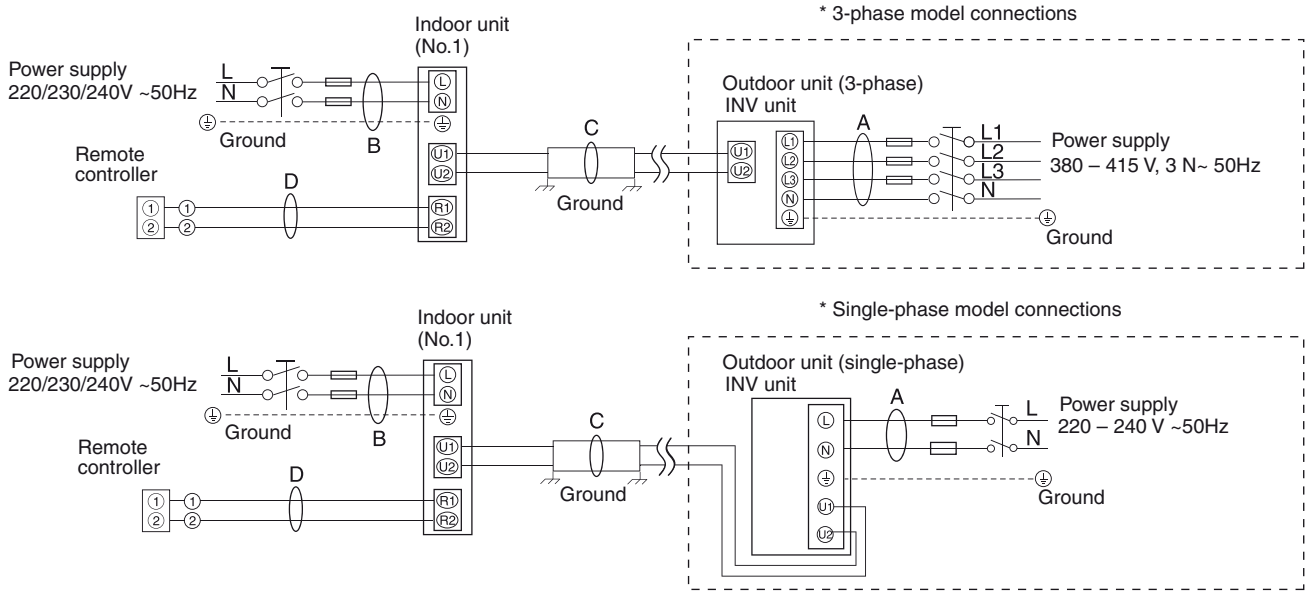 * 3-phase model connections
Indoor unit
(No.1)
Power supply
220/230/240V ~50Hz
L
N
Ground
B
L
N
U1
U2
R1
R2
Remote
controller
1
2
1
2
D
C
Ground
Outdoor unit (3-phase)
INV unit
U1
U2
L1
L2
L3
N
A
L1
L2
L3
N
Power supply
380 – 415 V, 3 N~ 50Hz
Ground
* Single-phase model connections
Indoor unit
(No.1)
Power supply
220/230/240V ~50Hz
L
N
Ground
B
L
N
U1
U2
R1
R2
Remote
controller
1
2
1
2
D
C
Ground
Outdoor unit (single-phase)
INV unit
L
N
U1
U2
A
L
N
Power supply
220 – 240 V ~50Hz
Ground